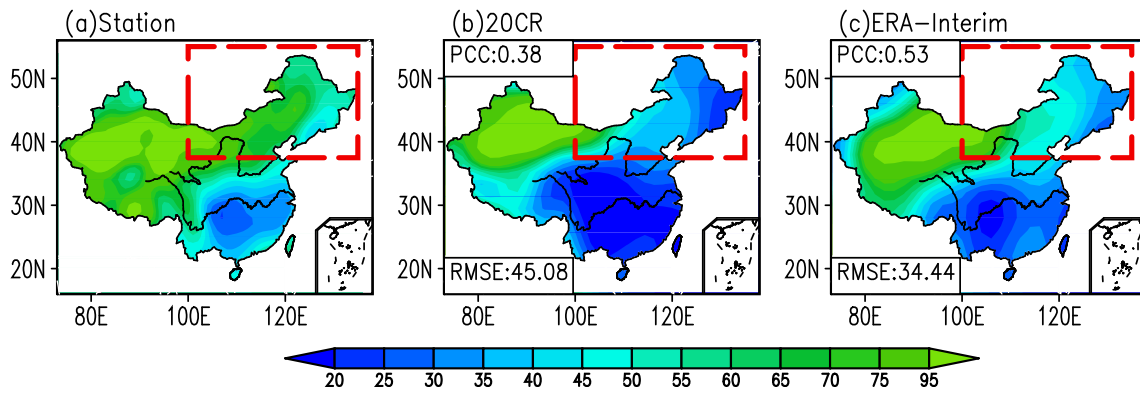 (a)Station
(b)20CR
(c)ERA−Interim
PCC:0.38
PCC:0.53
50N
50N
50N
40N
40N
40N
30N
30N
30N
20N
20N
20N
RMSE:45.08
RMSE:34.44
80E 100E 120E
80E 100E 120E
80E 100E 120E
20 25 30 35 40 45 50 55 60 65 70 75 95